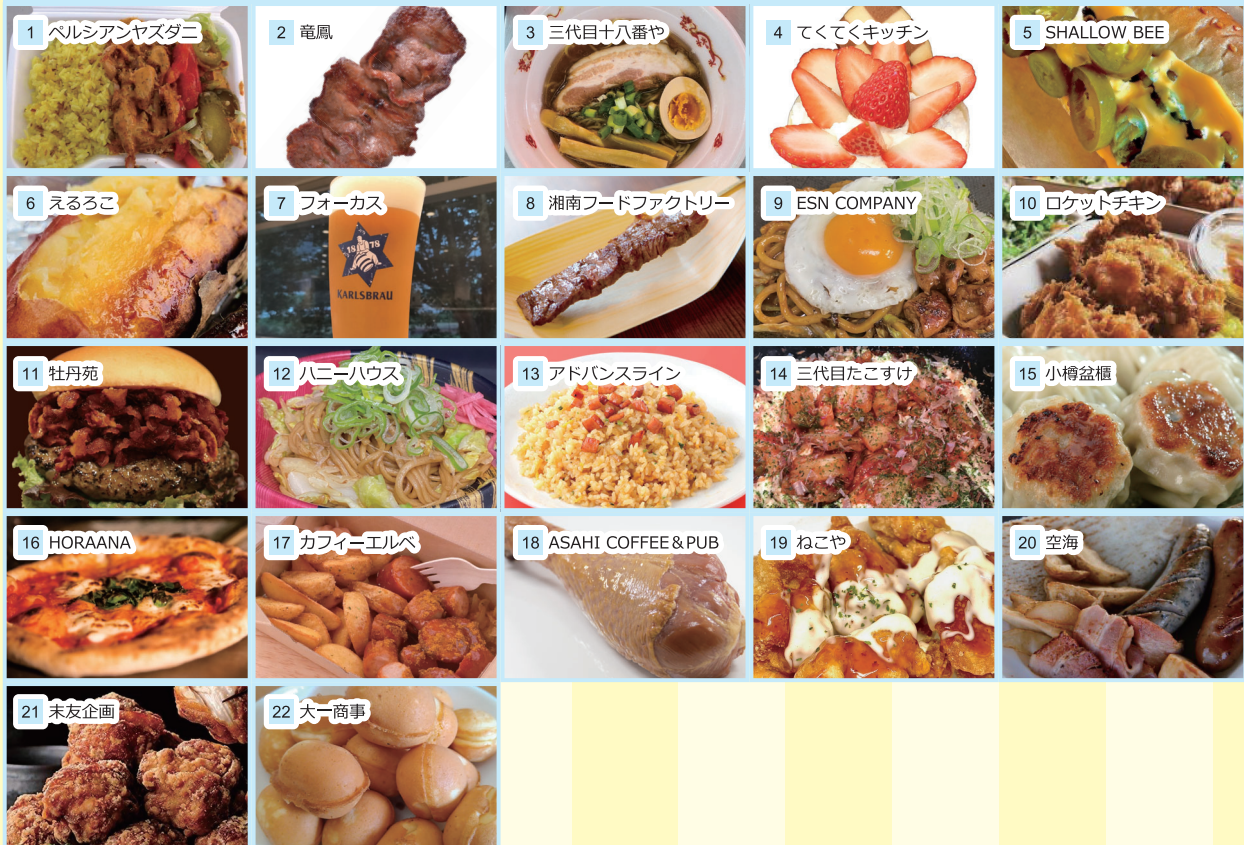 1 ペルシアンヤズダニ
2 竜鳳
3 三代目十八番や
4 てくてくキッチン
5 SHALLOW BEE
6 えるろこ
7 フォーカス
18 78
KARLSBRÄU
8 湘南フードファクトリー
9 ESN COMPANY
10 ロケットチキン
11 牡丹苑
12 ハニーハウス
13 アドバンスライン
14 三代目たこすけ
15 小樽盆櫃
16 HORAANA
17 カフィーエルベ
18 ASAHI COFFEE&PUB
19 ねこや
20 空海
21 末友企画
22 大一商事